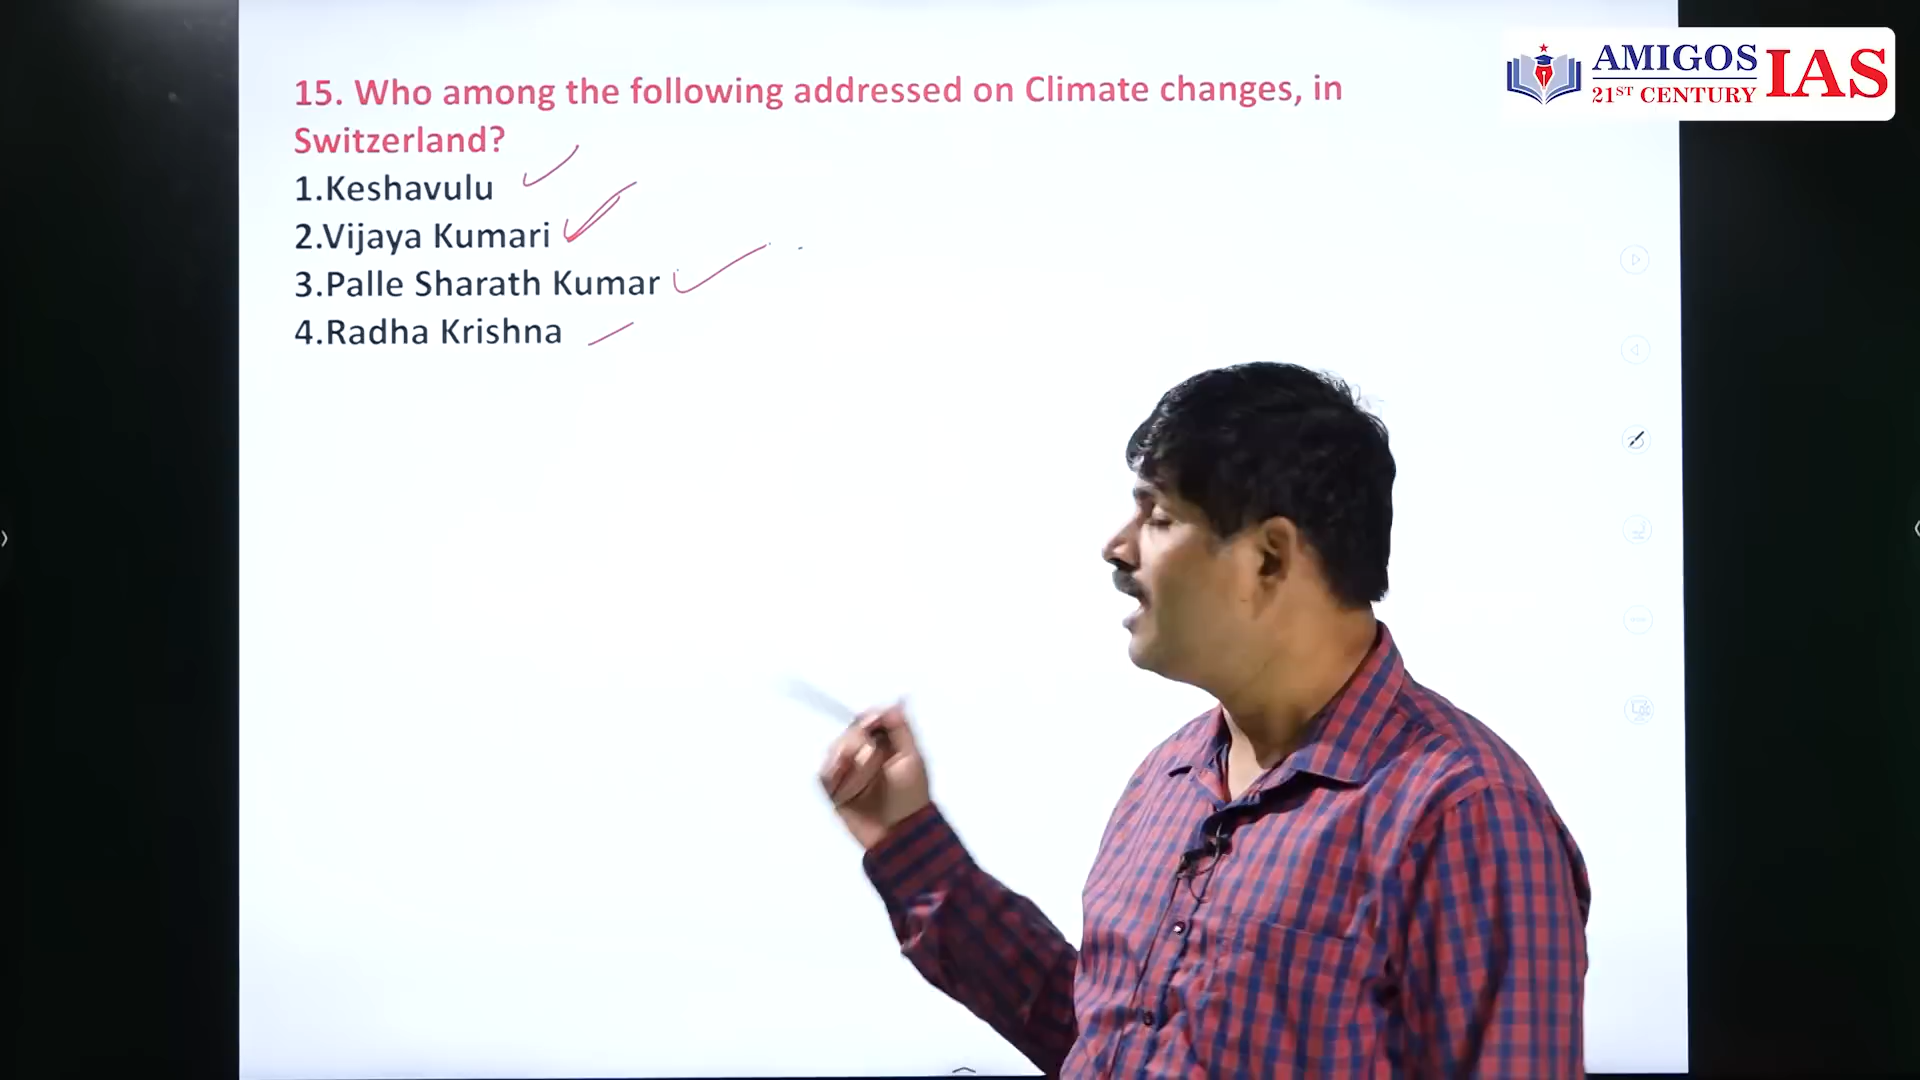 15. Who among the following addressed on Climate changes, in
Switzerland?
1.Keshavulu
2.Vijaya Kumari
3.Palle Sharath Kumar
4.Radha Krishna
AMIGOS
21ST CENTURY
IAS